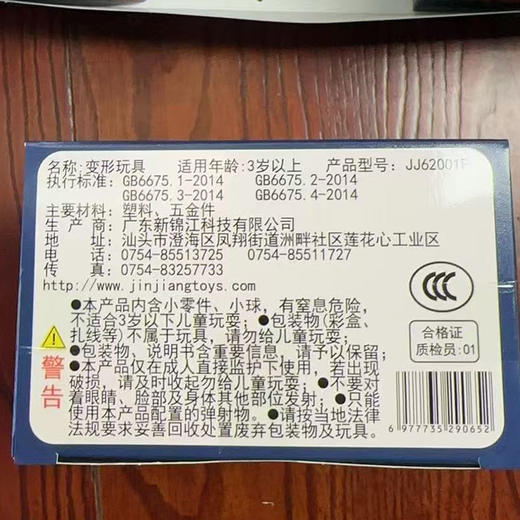 名称:变形玩具 适用年龄:3岁以上 产品型号: JJ62001F
执行标准: GB6675.1-2014 GB6675.2-2014
GB6675.3-2014 GB6675.4-2014
主要材料: 塑料、五金件
生 产 商: 广东新锦江科技有限公司
地 址: 汕头市澄海区凤翔街道洲畔社区莲花心工业区
电 话: 0754-85513725 0754-85511727
传 真: 0754-83257733
http://www.jinjiangtoys.com
警告
●本产品内含小零件、小球，有窒息危险，
不适合3岁以下儿童玩耍；●包装物(彩盒、
扎线等)不属于玩具，请勿给儿童玩耍；
●包装物、说明书含重要信息，请予以保留；
●本产品仅在成人直接监护下使用，若出现
破损，请及时收起勿给儿童玩耍；●不要对
着眼睛、脸部及身体其他部位发射；●只能
使用本产品配置的弹射物。●请按当地法律
法规要求妥善回收处置废弃包装物及玩具。
CCC
合格证
质检员:01
6 977735 290652